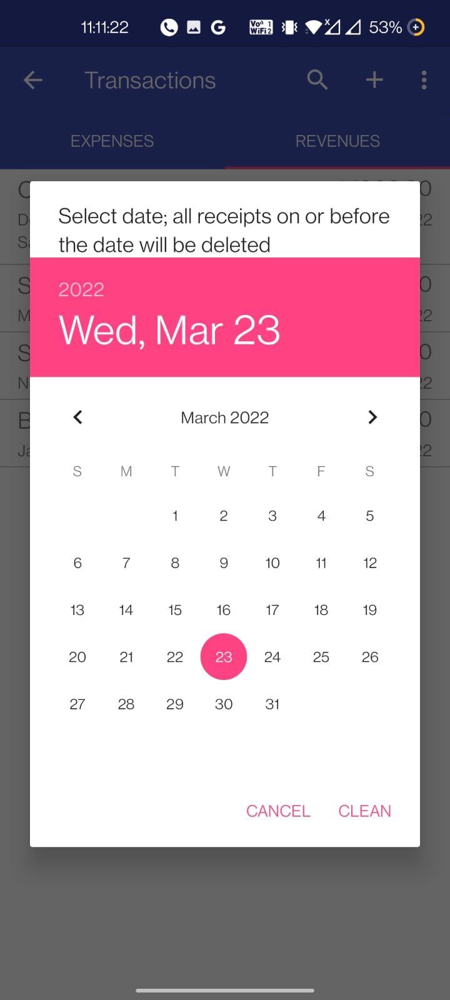 11:11:22 Vo 1 WiFi 2 53%
Transactions
EXPENSES REVENUES
Select date; all receipts on or before
the date will be deleted
2022
Wed, Mar 23
March 2022
S M T W T F S
1 2 3 4 5
6 7 8 9 10 11 12
13 14 15 16 17 18 19
20 21 22 23 24 25 26
27 28 29 30 31
CANCEL CLEAN